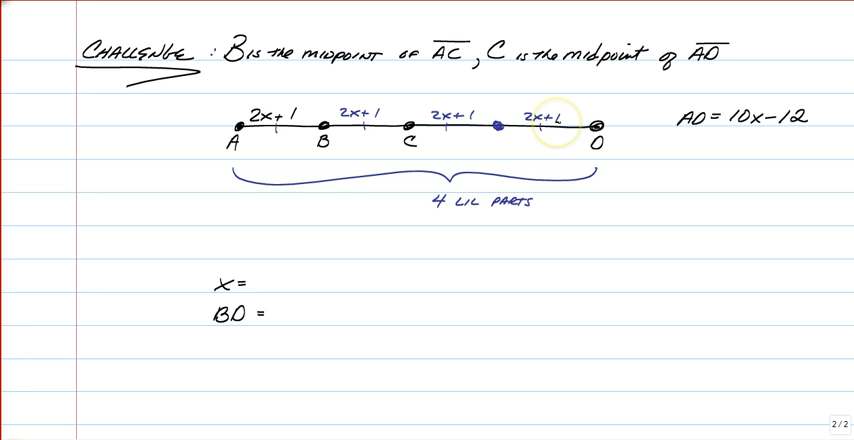 CHALLENGE : B is the midpoint of AC, C is the midpoint of AD
2x+1 2x+1 2x+1 2x+1 AD = 10x-12
A B C D
4 LIL PARTS
x =
BD =
2/2